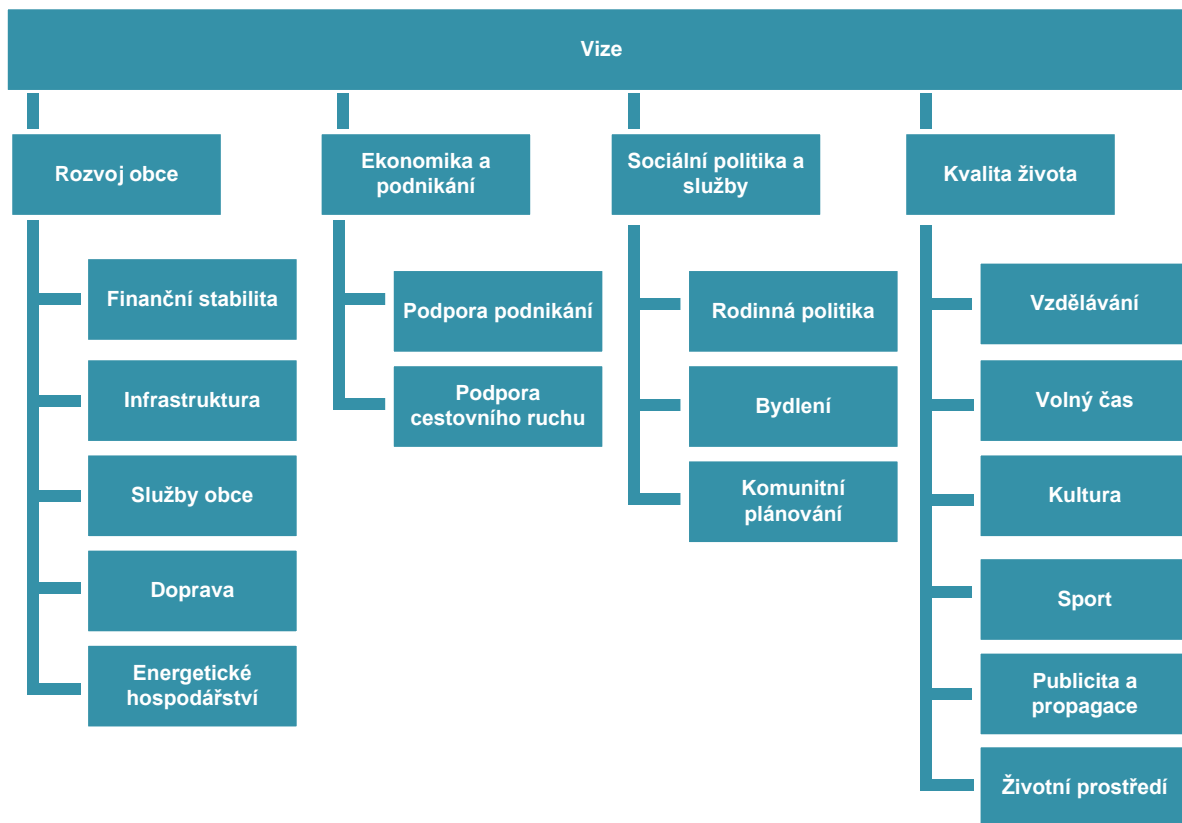 Vize
Rozvoj obce
Finanční stabilita
Infrastruktura
Služby obce
Doprava
Energetické
hospodářství
Ekonomika a
podnikání
Podpora podnikání
Podpora
cestovního ruchu
Sociální politika a
služby
Rodinná politika
Bydlení
Komunitní
plánování
Kvalita života
Vzdělávání
Volný čas
Kultura
Sport
Publicita a
propagace
Životní prostředí